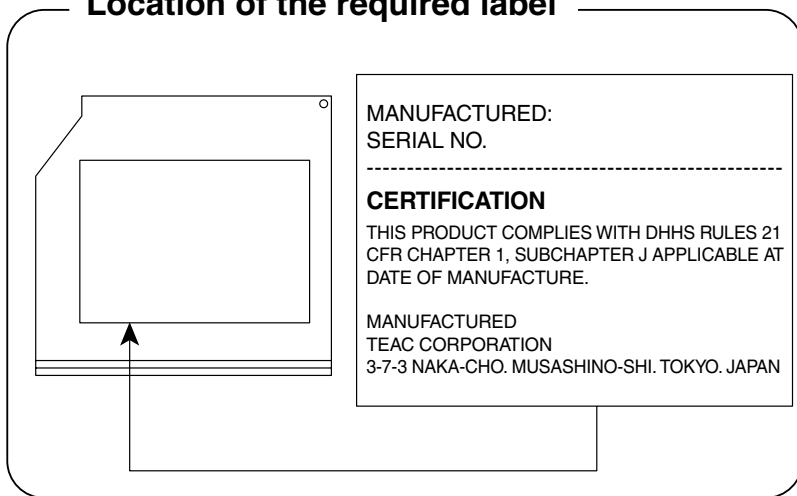 Location of the required label
MANUFACTURED:
SERIAL NO.
----------------------------------------------------
CERTIFICATION
THIS PRODUCT COMPLIES WITH DHHS RULES 21
CFR CHAPTER 1, SUBCHAPTER J APPLICABLE AT
DATE OF MANUFACTURE.
MANUFACTURED
TEAC CORPORATION
3-7-3 NAKA-CHO. MUSASHINO-SHI. TOKYO. JAPAN